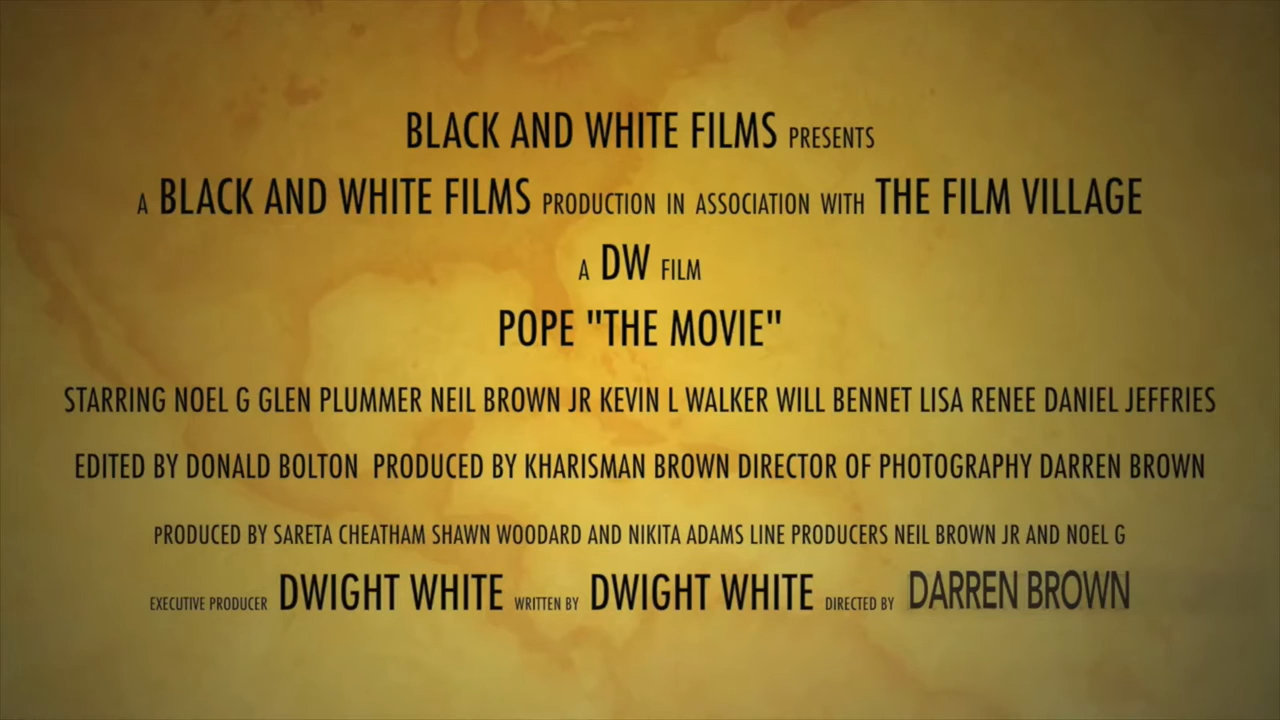 BLACK AND WHITE FILMS PRESENTS
A BLACK AND WHITE FILMS PRODUCTION IN ASSOCIATION WITH THE FILM VILLAGE
A DW FILM
POPE "THE MOVIE"
STARRING NOEL G GLEN PLUMMER NEIL BROWN JR KEVIN L WALKER WILL BENNET LISA RENEE DANIEL JEFFRIES
EDITED BY DONALD BOLTON PRODUCED BY KHARISMAN BROWN DIRECTOR OF PHOTOGRAPHY DARREN BROWN
PRODUCED BY SARETA CHEATHAM SHAWN WOODARD AND NIKITA ADAMS LINE PRODUCERS NEIL BROWN JR AND NOEL G
EXECUTIVE PRODUCER DWIGHT WHITE WRITTEN BY DWIGHT WHITE DIRECTED BY DARREN BROWN